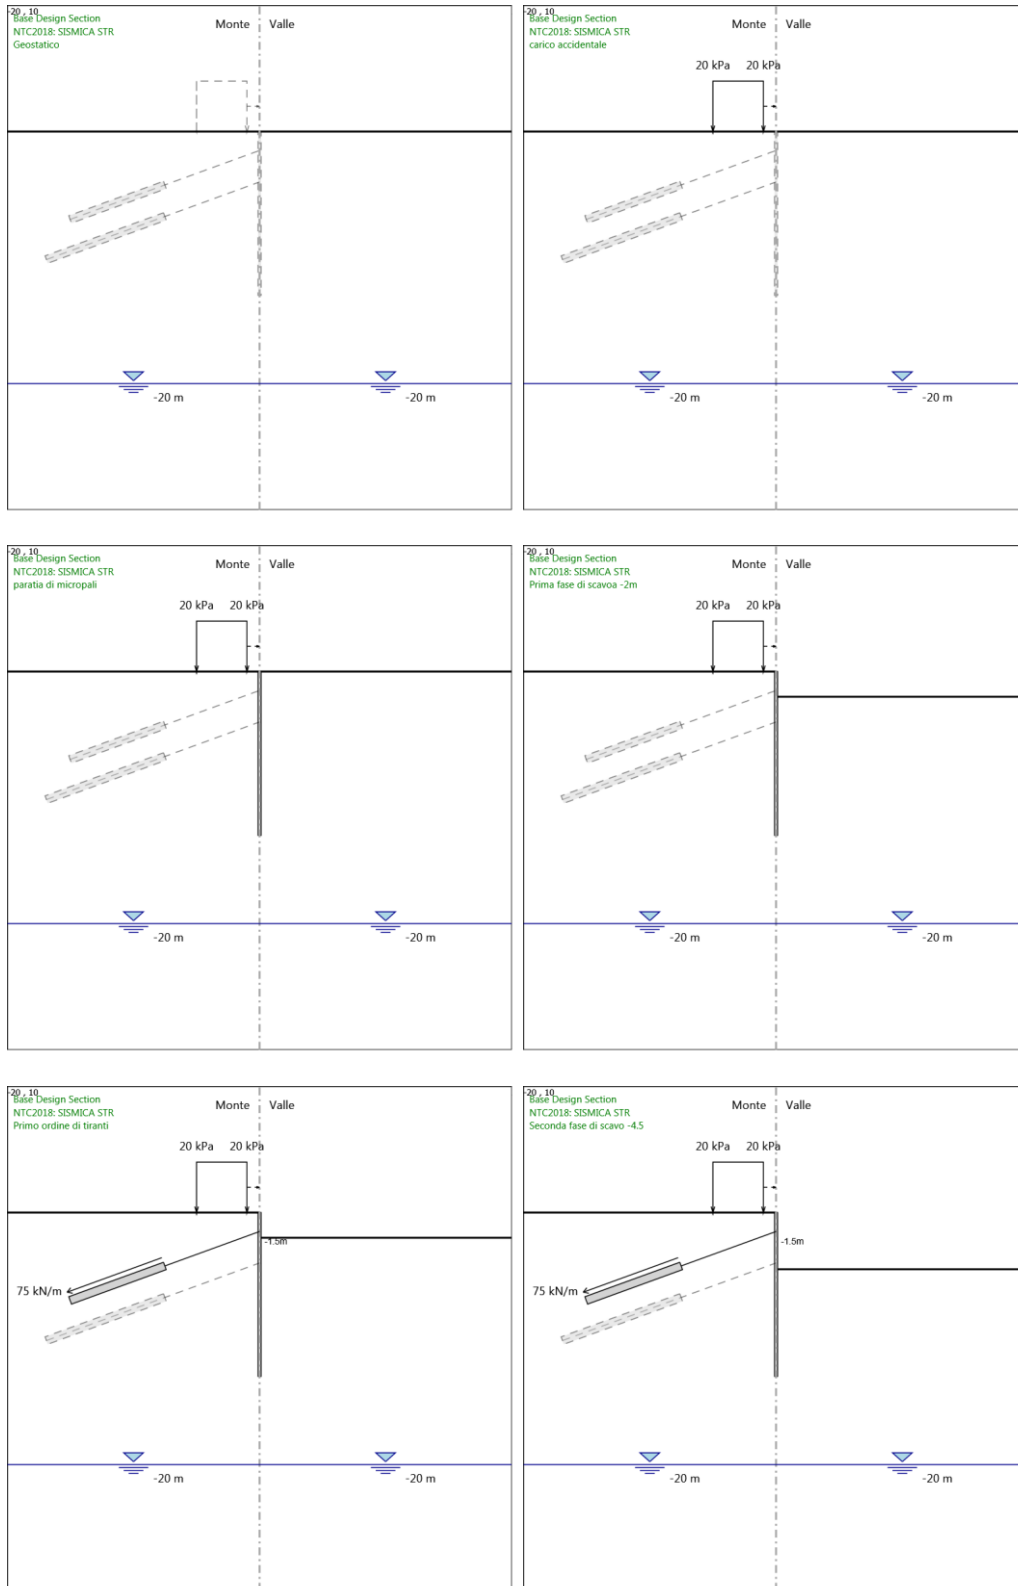 -20 , 10
Base Design Section
NTC2018: SISMICA STR
Geostatico
Monte
Valle
-20 m
-20 m
-20 , 10
Base Design Section
NTC2018: SISMICA STR
carico accidentale
Monte
Valle
20 kPa
20 kPa
-20 m
-20 m
-20 , 10
Base Design Section
NTC2018: SISMICA STR
paratia di micropali
Monte
Valle
20 kPa
20 kPa
-20 m
-20 m
-20 , 10
Base Design Section
NTC2018: SISMICA STR
Prima fase di scavoa -2m
Monte
Valle
20 kPa
20 kPa
-20 m
-20 m
-20 , 10
Base Design Section
NTC2018: SISMICA STR
Primo ordine di tiranti
Monte
Valle
20 kPa
20 kPa
-1.5m
75 kN/m
-20 m
-20 m
-20 , 10
Base Design Section
NTC2018: SISMICA STR
Seconda fase di scavo -4.5
Monte
Valle
20 kPa
20 kPa
-1.5m
75 kN/m
-20 m
-20 m